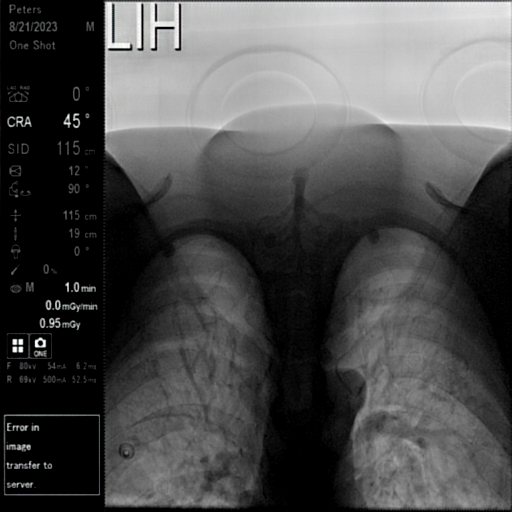 Peters
8/21/2023 M
One Shot
LIH
LAO RAO 0 °
CRA 45 °
SID 115 cm
12 °
90 °
115 cm
19 cm
0 °
0 %
M 1.0 min
0.0 mGy/min
0.95 mGy
ONE
F 80kV 54mA 6.2ms
R 69kV 500mA 52.5ms
Error in
image
transfer to
server.